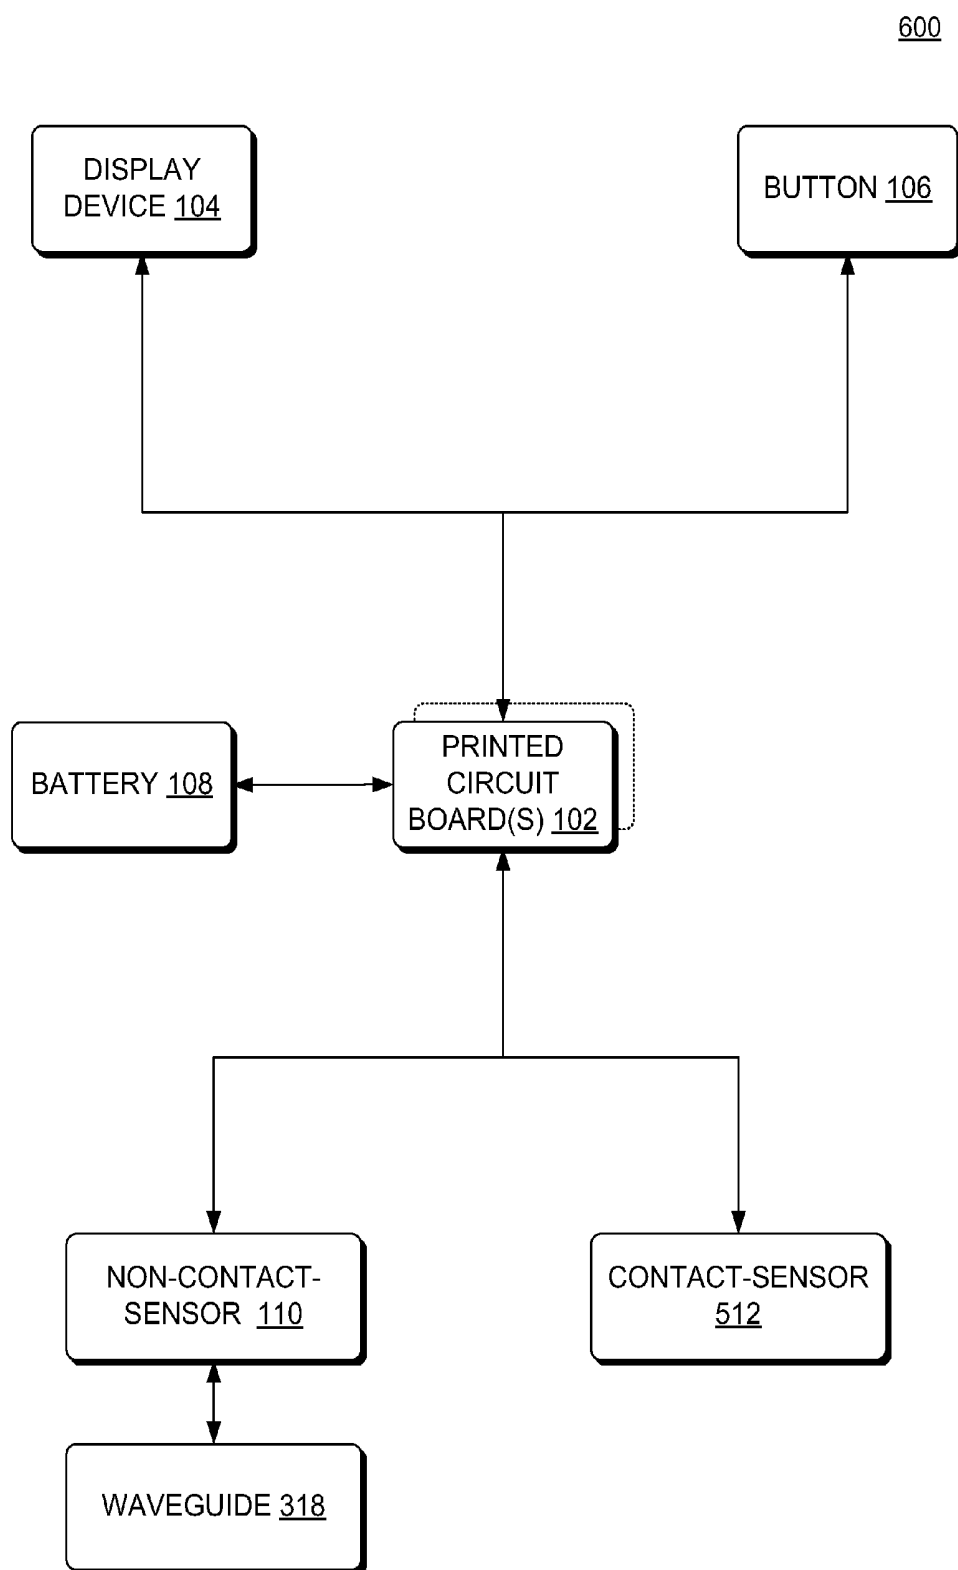 600
DISPLAY
DEVICE 104
BUTTON 106
BATTERY 108
PRINTED
CIRCUIT
BOARD(S) 102
NON-CONTACT-
SENSOR 110
CONTACT-SENSOR
512
WAVEGUIDE 318